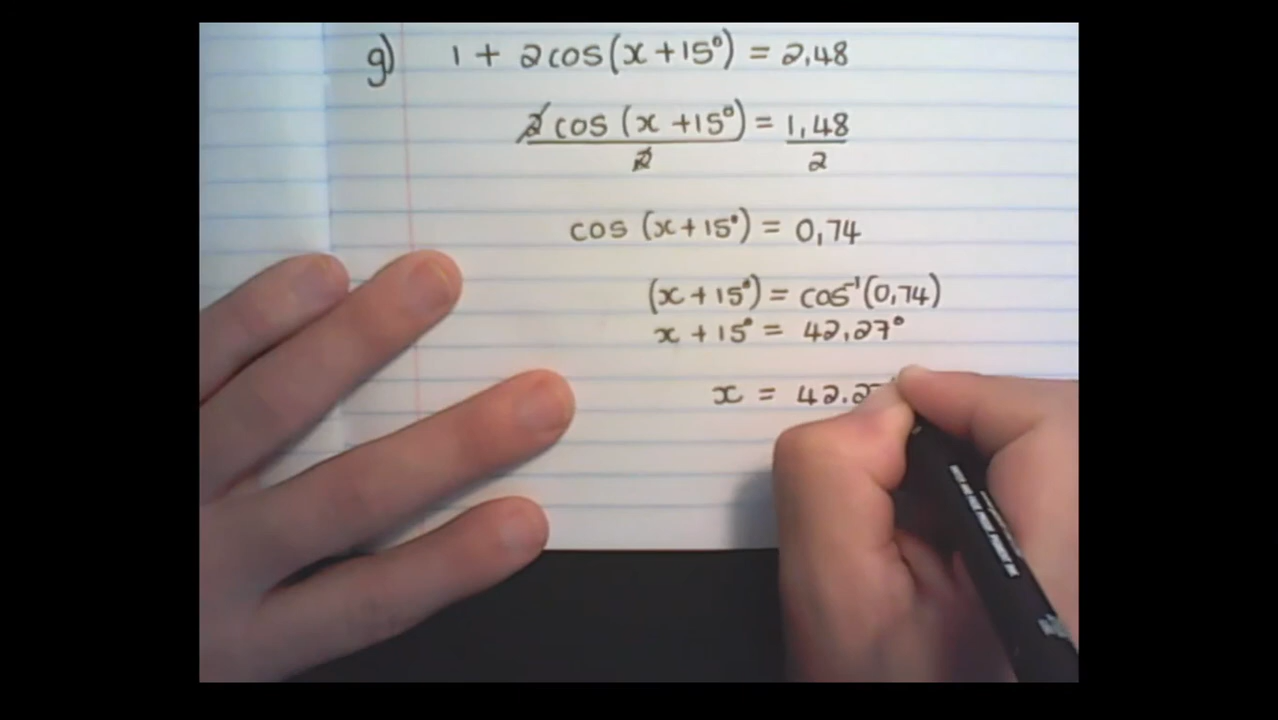 g) 1 + 2cos(x+15°) = 2,48
2cos(x+15°) = 1,48
2 2
cos(x+15°) = 0,74
(x+15°) = cos⁻¹(0,74)
x+15° = 42,27°
x = 42.2